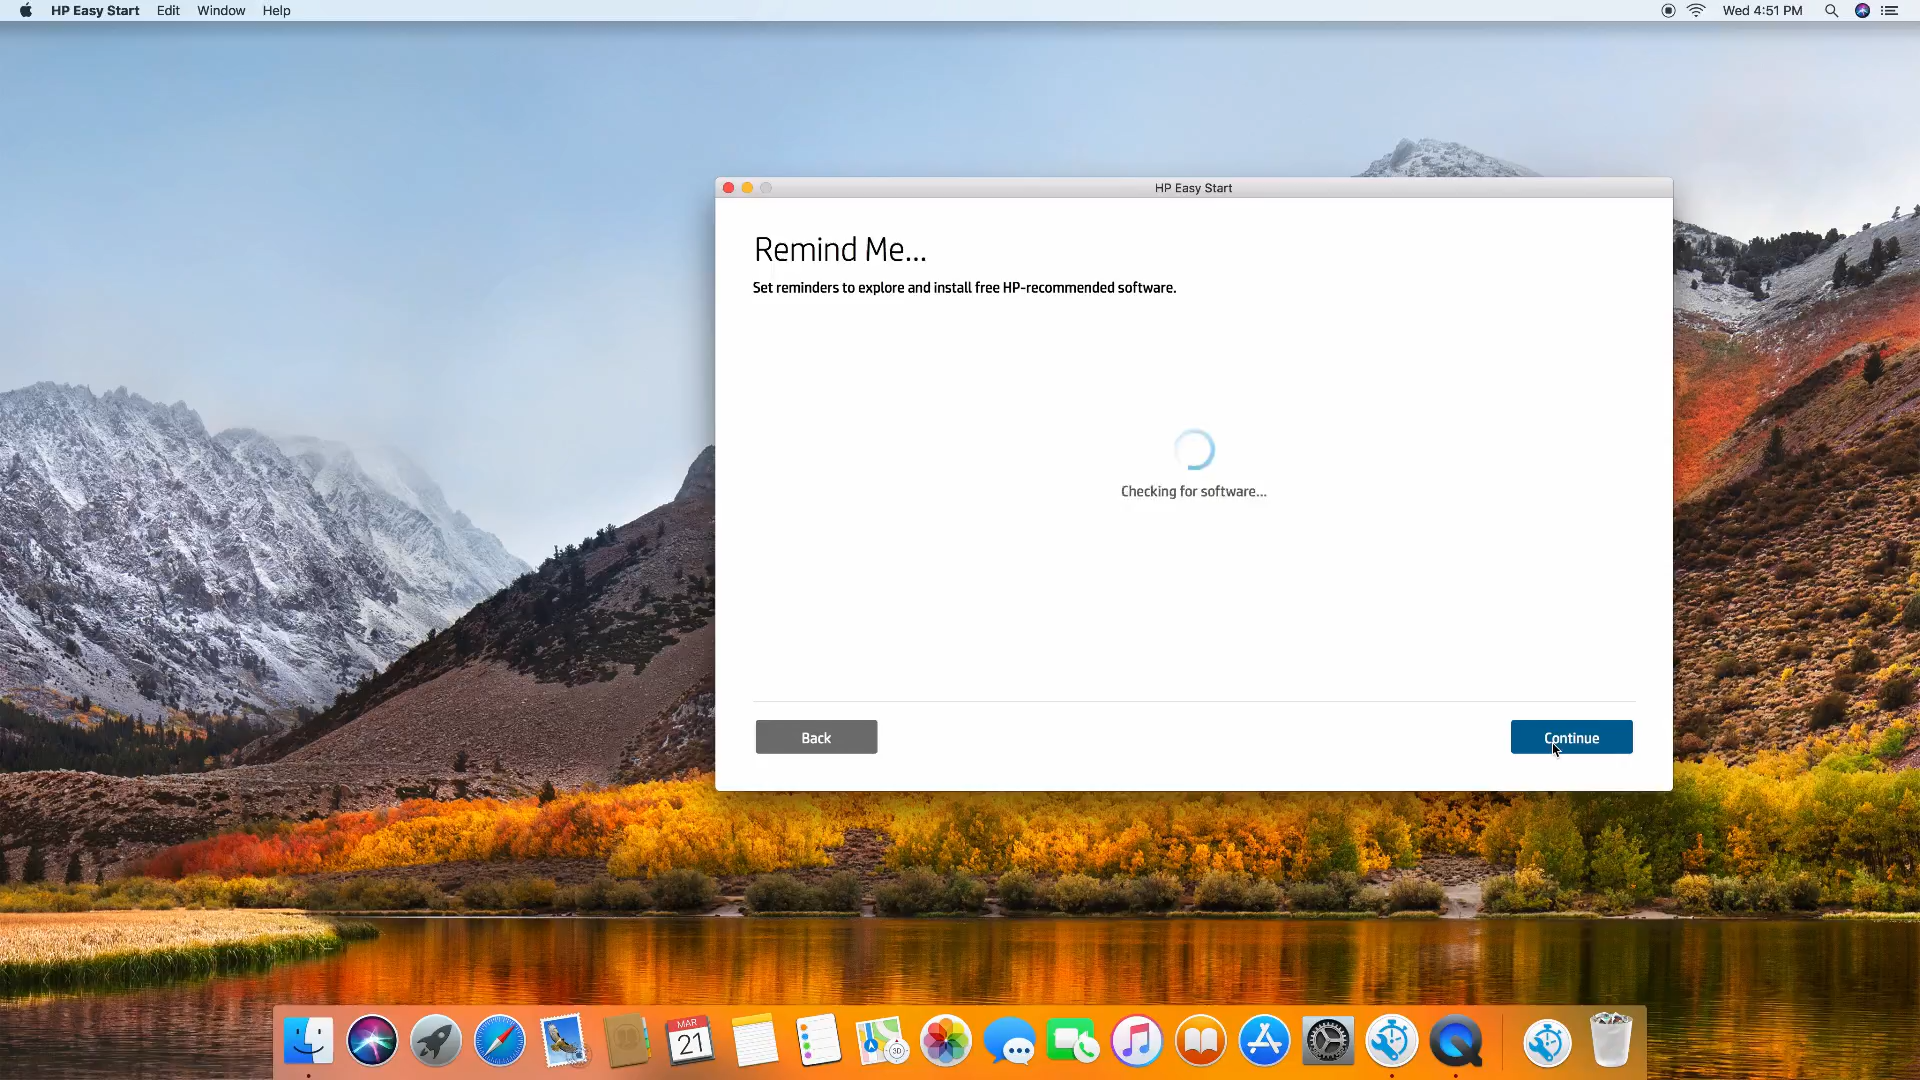 HP Easy Start Edit Window Help Wed 4:51 PM
HP Easy Start
Remind Me...
Set reminders to explore and install free HP-recommended software.
Checking for software...
Back Continue
MAR
21
3D